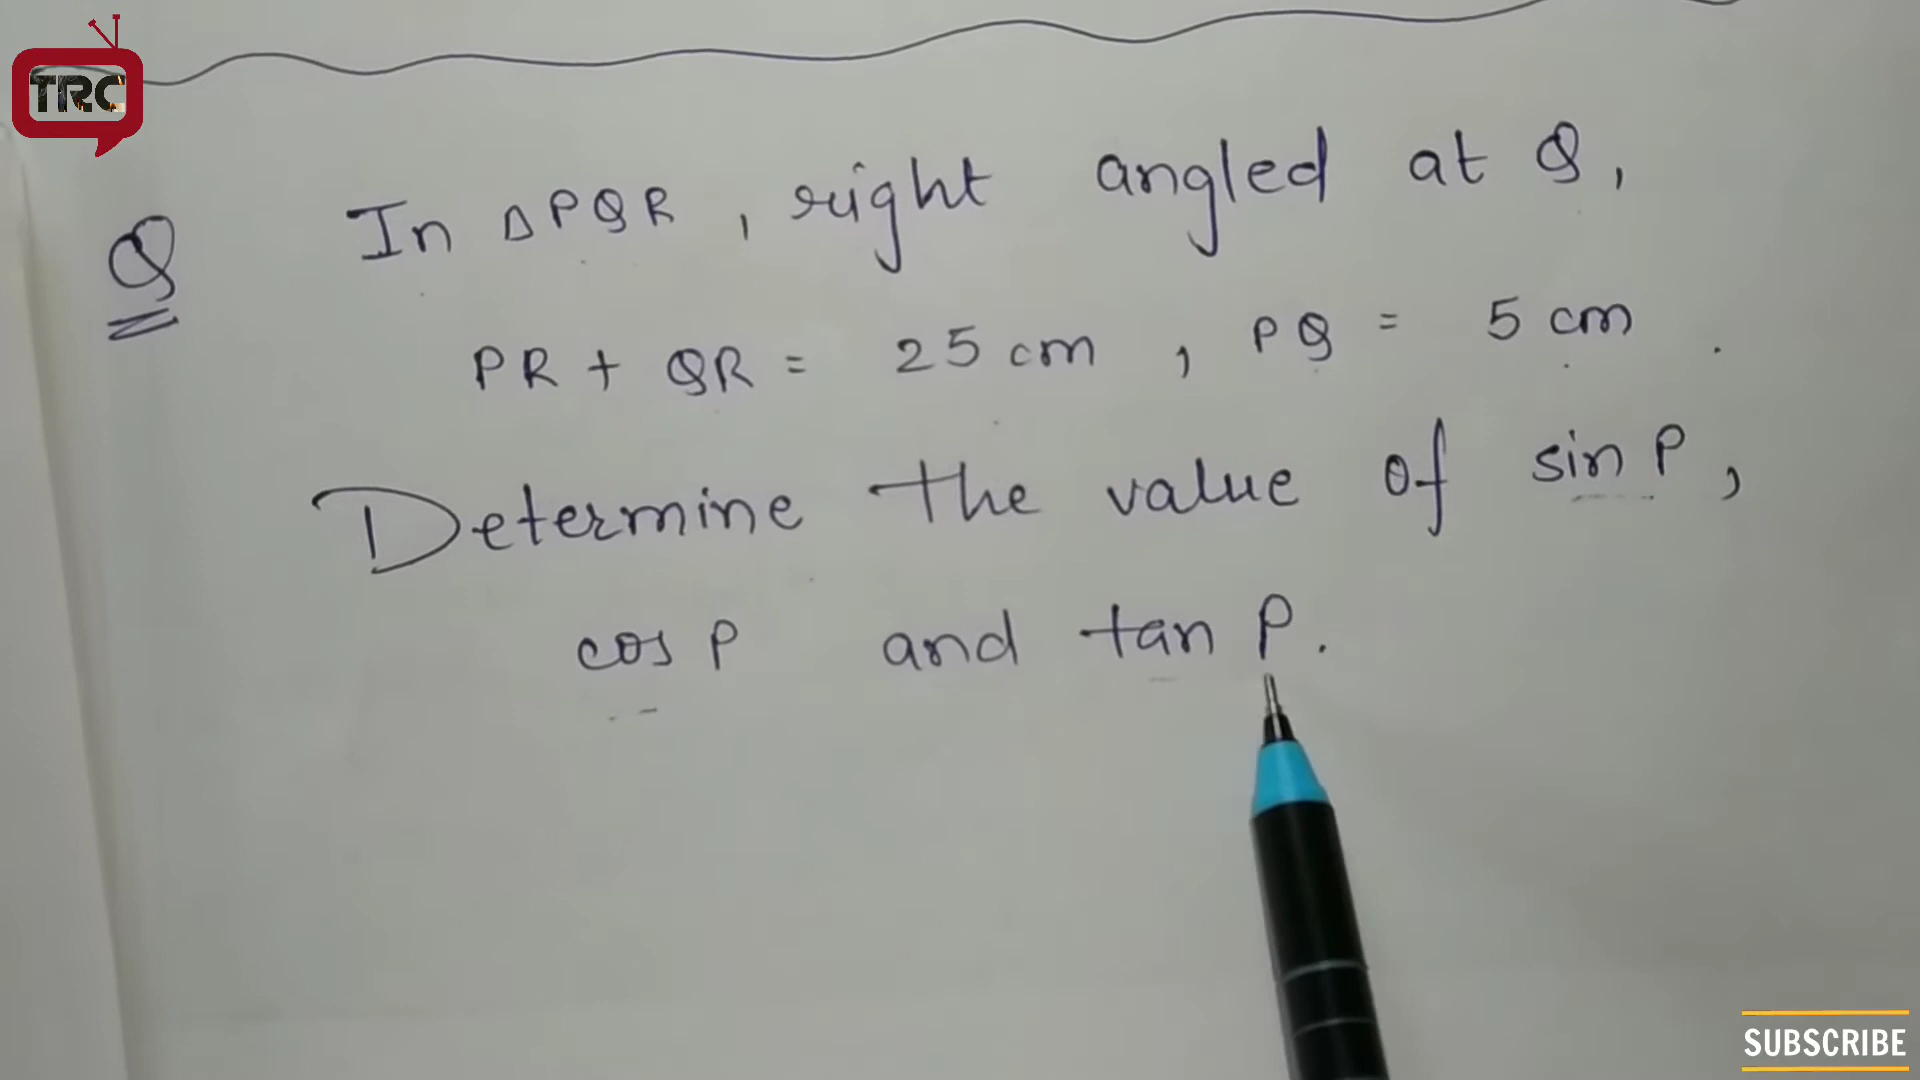 TRC
Q In △PQR, right angled at Q,
PR + QR = 25 cm, PQ = 5 cm.
Determine the value of sin P,
cos P and tan P.
SUBSCRIBE